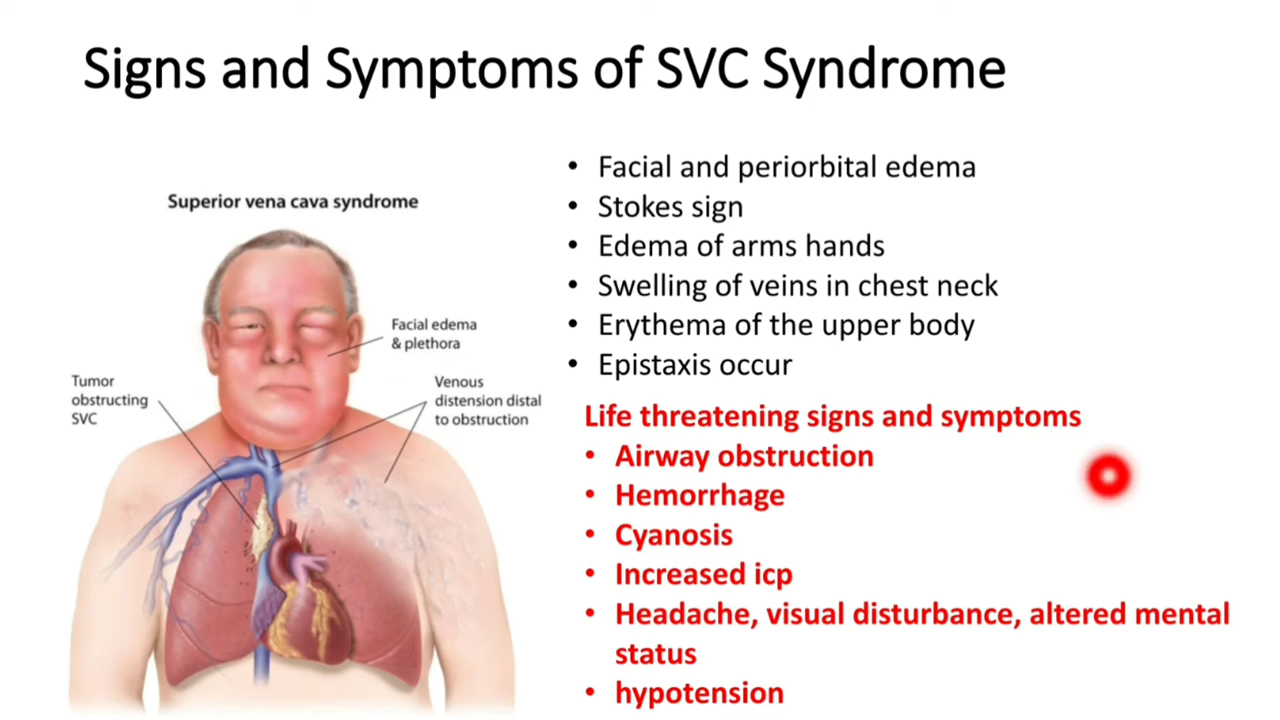 Signs and Symptoms of SVC Syndrome
Superior vena cava syndrome
Facial edema
& plethora
Tumor
obstructing
SVC
Venous
distension distal
to obstruction
• Facial and periorbital edema
• Stokes sign
• Edema of arms hands
• Swelling of veins in chest neck
• Erythema of the upper body
• Epistaxis occur
Life threatening signs and symptoms
• Airway obstruction
• Hemorrhage
• Cyanosis
• Increased icp
• Headache, visual disturbance, altered mental
status
• hypotension